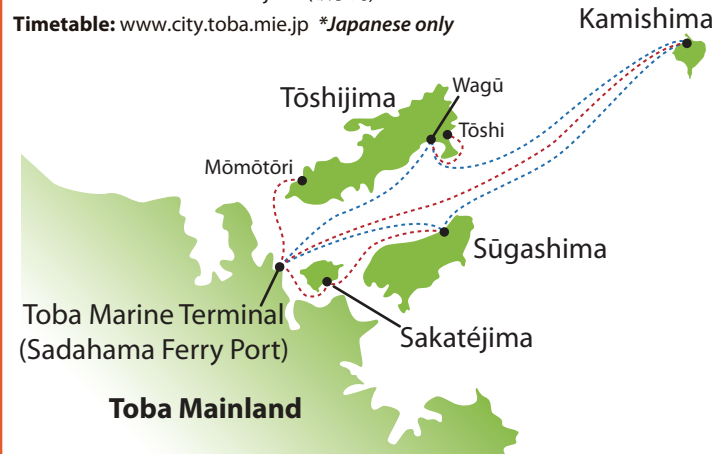 Timetable: www.city.toba.mie.jp *Japanese only
Kamishima
Wagū
Tōshijima
Tōshi
Mōmōtōri
Sūgashima
Toba Marine Terminal
(Sadahama Ferry Port)
Sakatéjima
Toba Mainland